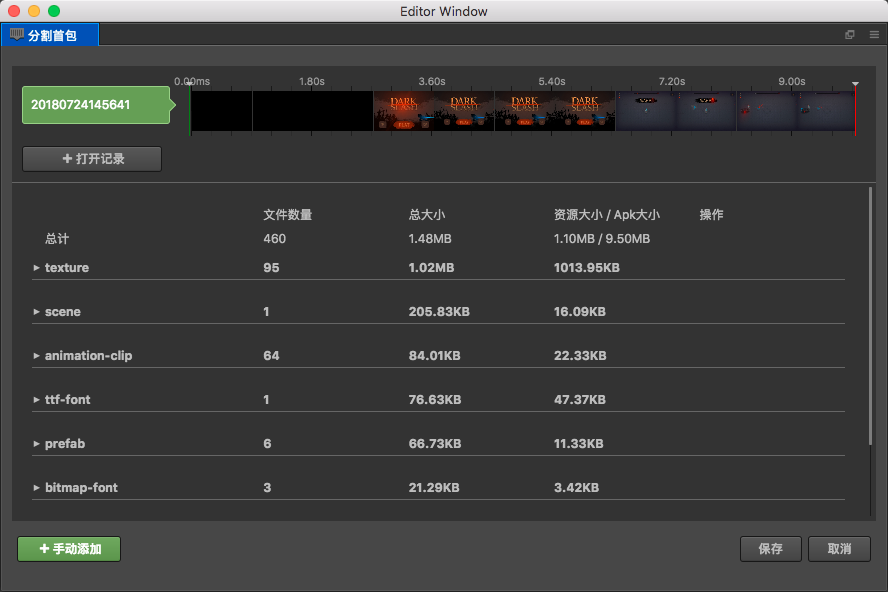 Editor Window
分割首包
0.00ms 1.80s 3.60s 5.40s 7.20s 9.00s
20180724145641
DARK SLASH DARK SLASH DARK SLASH DARK SLASH
PLAY PLAY PLAY PLAY
+ 打开记录
文件数量 总大小 资源大小 / Apk大小 操作
总计 460 1.48MB 1.10MB / 9.50MB
texture 95 1.02MB 1013.95KB
scene 1 205.83KB 16.09KB
animation-clip 64 84.01KB 22.33KB
ttf-font 1 76.63KB 47.37KB
prefab 6 66.73KB 11.33KB
bitmap-font 3 21.29KB 3.42KB
+ 手动添加 保存 取消